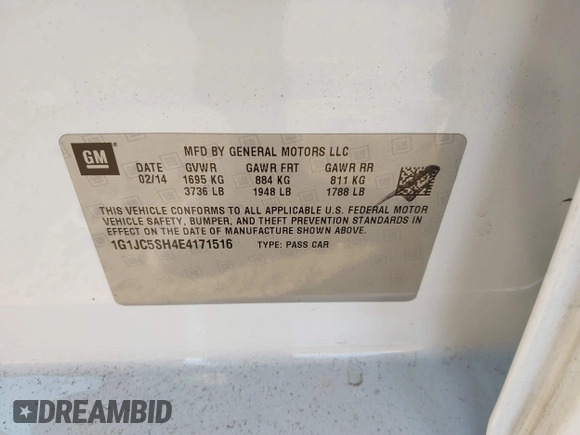 GM
MFD BY GENERAL MOTORS LLC
DATE GVWR GAWR FRT GAWR RR
02/14 1695 KG 884 KG 811 KG
3736 LB 1948 LB 1788 LB
THIS VEHICLE CONFORMS TO ALL APPLICABLE U.S. FEDERAL MOTOR
VEHICLE SAFETY, BUMPER, AND THEFT PREVENTION STANDARDS IN
EFFECT ON THE DATE OF MANUFACTURE SHOWN ABOVE.
1G1JC5SH4E4171516 TYPE: PASS CAR
DREAMBID